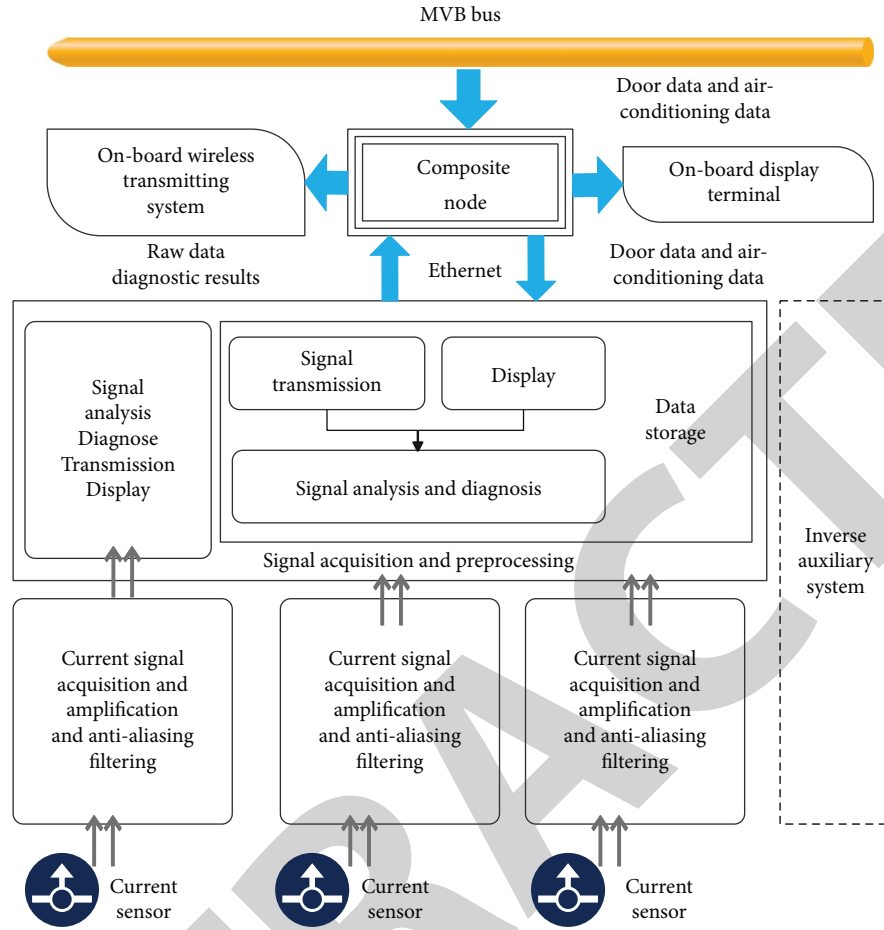 MVB bus
Door data and air-
conditioning data
On-board wireless
transmitting
system
Composite
node
On-board display
terminal
Raw data
diagnostic results
Ethernet
Door data and air-
conditioning data
Signal
analysis
Diagnose
Transmission
Display
Signal
transmission
Display
Data
storage
Signal analysis and diagnosis
Signal acquisition and preprocessing
Inverse
auxiliary
system
Current signal
acquisition and
amplification
and anti-aliasing
filtering
Current signal
acquisition and
amplification
and anti-aliasing
filtering
Current signal
acquisition and
amplification
and anti-aliasing
filtering
Current
sensor
Current
sensor
Current
sensor